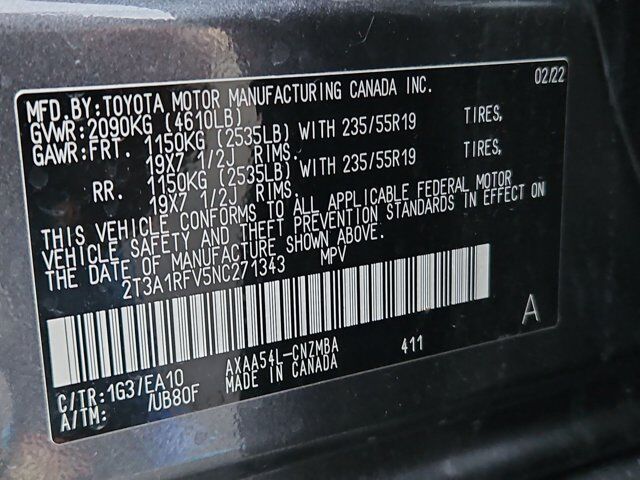 02/22
MFD.BY:TOYOTA MOTOR MANUFACTURING CANADA INC.
GVWR:2090KG (4610LB)
GAWR:FRT. 1150KG (2535LB) WITH 235/55R19 TIRES,
19X7 1/2J RIMS.
RR. 1150KG (2535LB) WITH 235/55R19 TIRES,
19X7 1/2J RIMS.
THIS VEHICLE CONFORMS TO ALL APPLICABLE FEDERAL MOTOR
VEHICLE SAFETY AND THEFT PREVENTION STANDARDS IN EFFECT ON
THE DATE OF MANUFACTURE SHOWN ABOVE.
2T3A1RFV5NC271343 MPV
A
C/TR:1G3/EA10 AXAA54L-CNZMBA 411
A/TM: /UB80F MADE IN CANADA